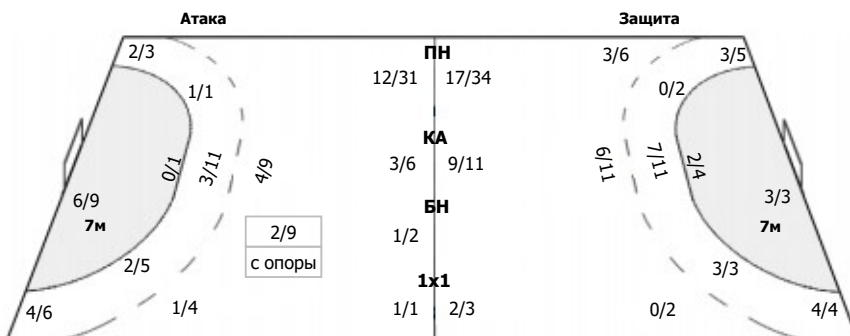 Атака Защита
2/3 ПН 3/6 3/5
1/1 12/31 17/34 0/2
КА
0/1 3/11 4/9 3/6 9/11 6/11 7/11 2/4
6/9 БН 3/3
7м 2/9 1/2 7м
2/5 с опоры 3/3
1x1
4/6 1/4 1/1 2/3 0/2 4/4